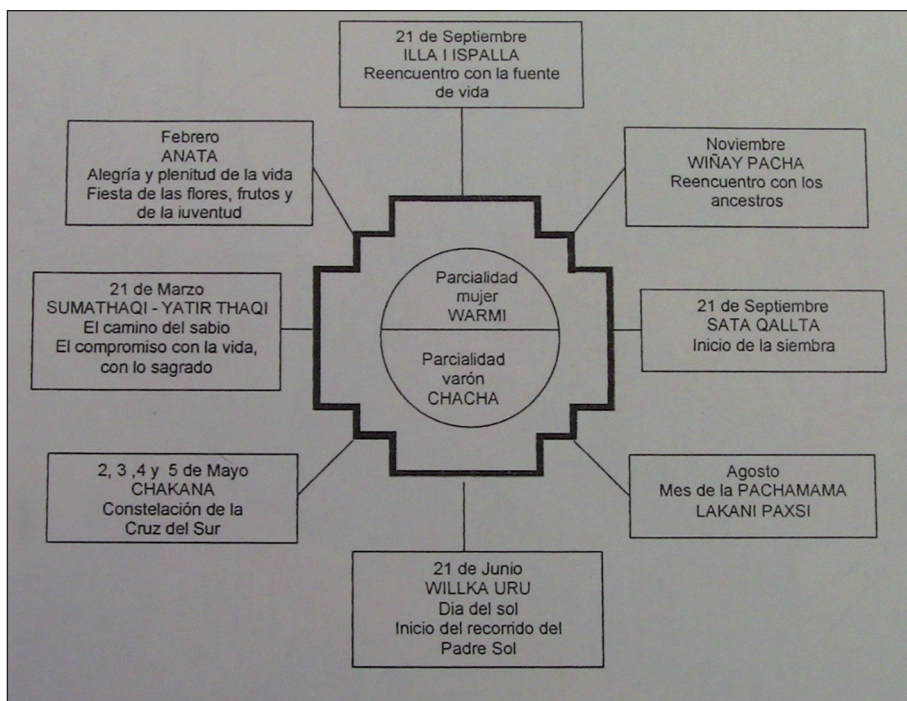 21 de Septiembre
ILLA I ISPALLA
Reencuentro con la fuente
de vida
Febrero
ANATA
Alegría y plenitud de la vida
Fiesta de las flores, frutos y
de la iuventud
Noviembre
WIÑAY PACHA
Reencuentro con los
ancestros
21 de Marzo
SUMATHAQI - YATIR THAQI
El camino del sabio
El compromiso con la vida,
con lo sagrado
Parcialidad
mujer
WARMI
Parcialidad
varón
CHACHA
21 de Septiembre
SATA QALLTA
Inicio de la siembra
2, 3 ,4 y 5 de Mayo
CHAKANA
Constelación de la
Cruz del Sur
Agosto
Mes de la PACHAMAMA
LAKANI PAXSI
21 de Junio
WILLKA URU
Dia del sol
Inicio del recorrido del
Padre Sol